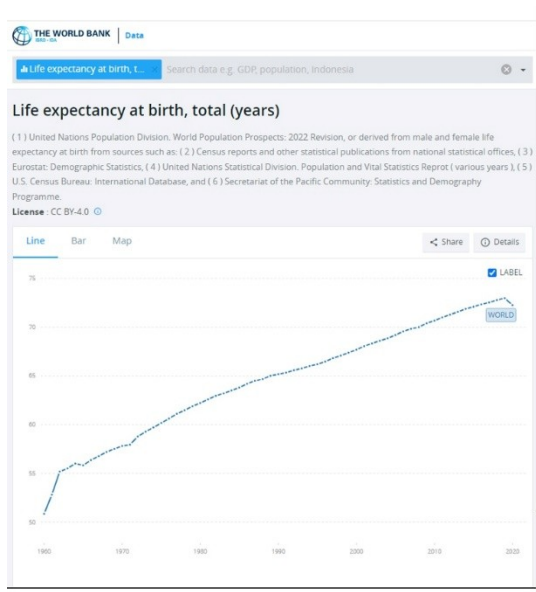 THE WORLD BANK
IBRD • IDA
Data
Life expectancy at birth, t... x
Search data e.g. GDP, population, Indonesia
Life expectancy at birth, total (years)
( 1 ) United Nations Population Division. World Population Prospects: 2022 Revision, or derived from male and female life
expectancy at birth from sources such as: ( 2 ) Census reports and other statistical publications from national statistical offices, ( 3 )
Eurostat: Demographic Statistics, ( 4 ) United Nations Statistical Division. Population and Vital Statistics Reprot ( various years ), ( 5 )
U.S. Census Bureau: International Database, and ( 6 ) Secretariat of the Pacific Community: Statistics and Demography
Programme.
License : CC BY-4.0
Line Bar Map Share Details
LABEL
75
WORLD
70
65
60
55
50
1960 1970 1980 1990 2000 2010 2020